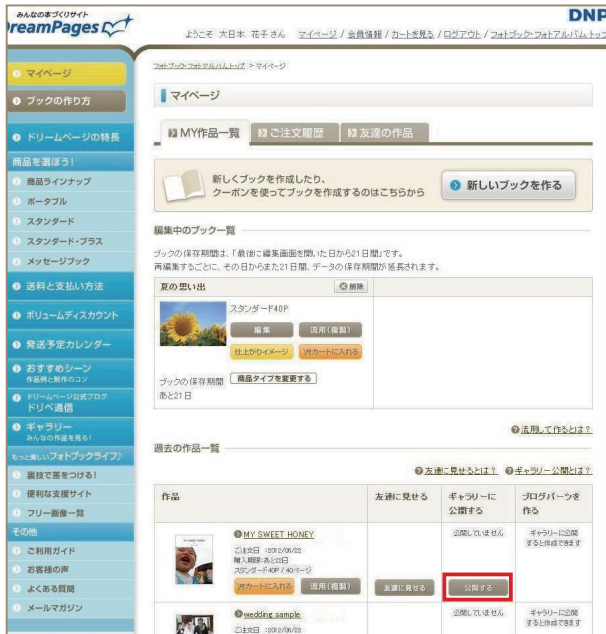 みんなの本づくりサイト
DreamPages
DNP
ようこそ 大日本 花子さん マイページ / 会員情報 / カートを見る / ログアウト / フォトブック・フォトアルバムトップ
フォトブック・フォトアルバムトップ > マイページ
マイページ
ブックの作り方
ドリームページの特長
商品を選ぼう!
商品ラインナップ
ポータブル
スタンダード
スタンダード・プラス
メッセージブック
送料と支払い方法
ボリュームディスカウント
発送予定カレンダー
おすすめシーン
作品例と制作のコツ
ドリームページ公式ブログ
ドリペ通信
ギャラリー
みんなの作品を見る!
もっと楽しいフォトブックライフ♪
裏技で差をつける!
便利な支援サイト
フリー画像一覧
その他
ご利用ガイド
お客様の声
よくある質問
メールマガジン
マイページ
MY作品一覧
ご注文履歴
友達の作品
新しくブックを作成したり、
クーポンを使ってブックを作成するのはこちらから
新しいブックを作る
編集中のブック一覧
ブックの保存期間は、「最後に編集画面を開いた日から21日間」です。
再編集するごとに、その日からまた21日間、データの保存期間が延長されます。
夏の思い出
削除
スタンダード40P
編集
流用(複製)
仕上がりイメージ
カートに入れる
ブックの保存期間
あと21日
商品タイプを変更する
流用して作るとは?
過去の作品一覧
友達に見せるとは? ギャラリー公開とは?
作品
友達に見せる
ギャラリーに
公開する
ブログパーツを
作る
MY SWEET HONEY
ご注文日 :2012/06/22
購入期限:あと22日
スタンダード40P / 40ページ
カートに入れる
流用(複製)
友達に見せる
公開していません
公開する
ギャラリーに公開
すると作成できます
wedding sample
ご注文日 :2012/06/22
公開していません
ギャラリーに公開
すると作成できます